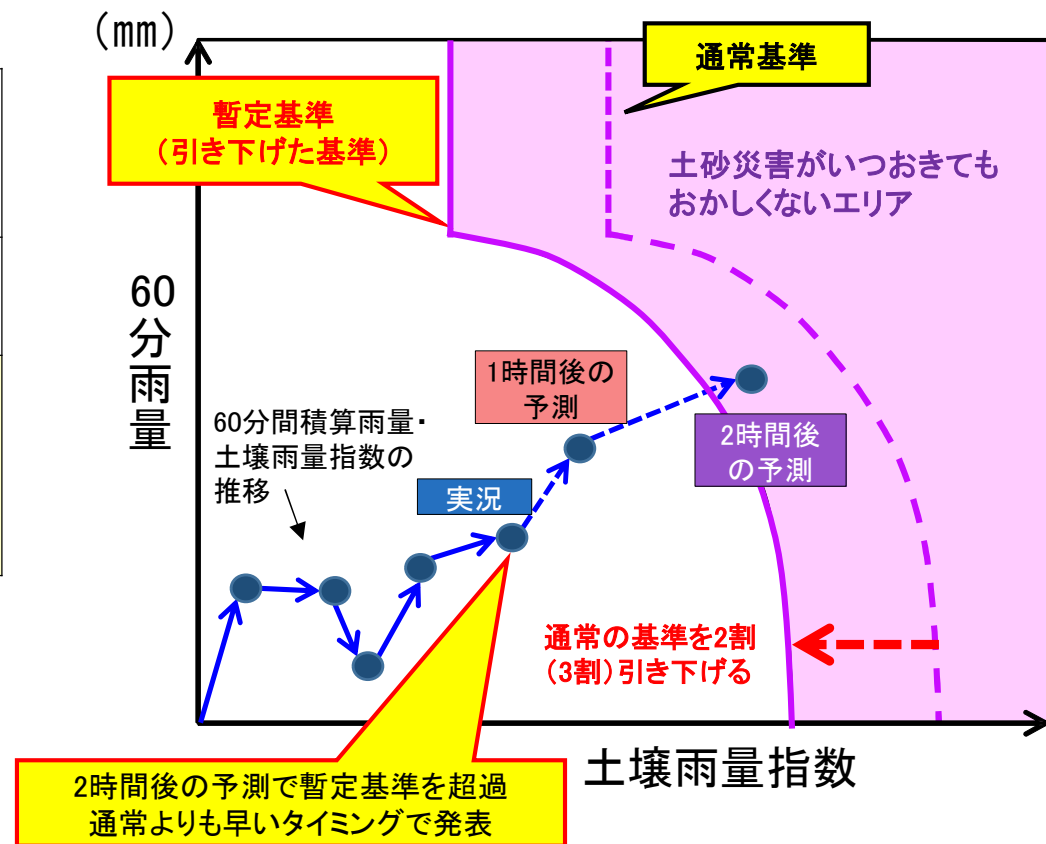 (mm)
通常基準
暫定基準
(引き下げた基準)
土砂災害がいつおきても
おかしくないエリア
60
分
雨
量
1時間後の
予測
60分間積算雨量・
土壌雨量指数の
推移
2時間後
の予測
実況
通常の基準を2割
(3割)引き下げる
土壌雨量指数
2時間後の予測で暫定基準を超過
通常よりも早いタイミングで発表